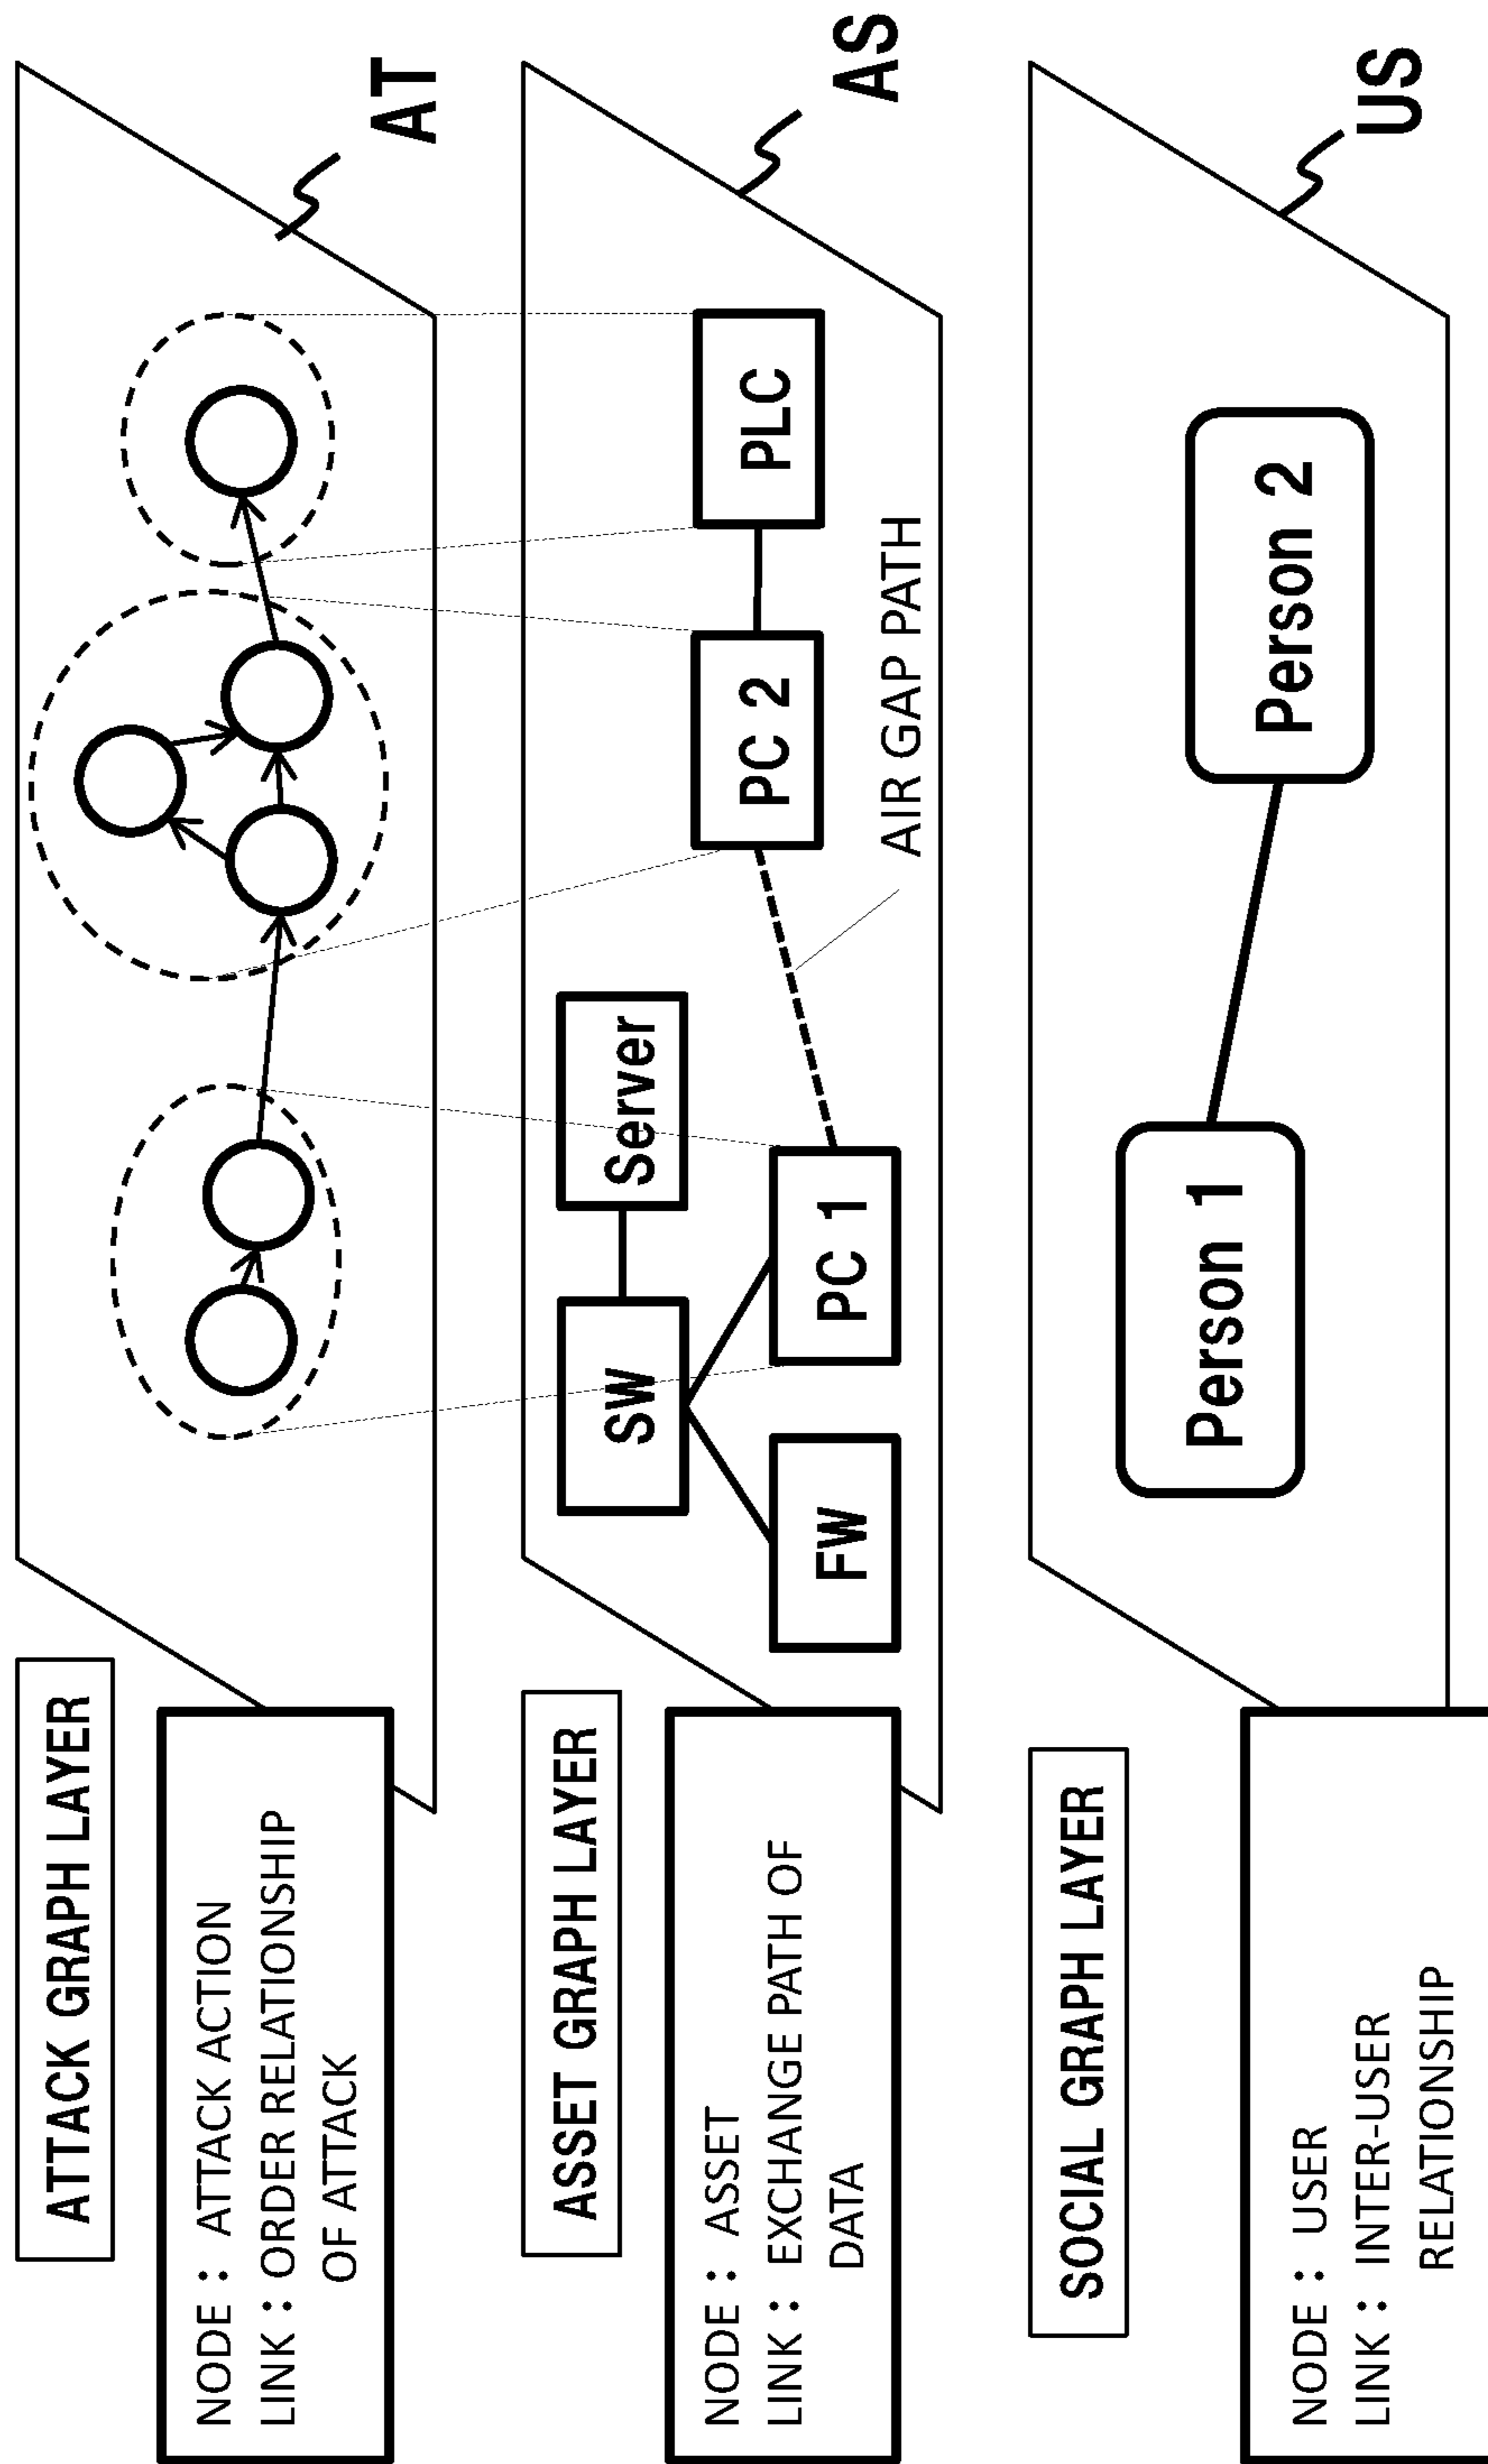 ATTACK GRAPH LAYER
NODE : ATTACK ACTION
LINK : ORDER RELATIONSHIP
OF ATTACK
AT
ASSET GRAPH LAYER
NODE : ASSET
LINK : EXCHANGE PATH OF
DATA
SW
Server
FW
PC 1
PC 2
PLC
AIR GAP PATH
AS
SOCIAL GRAPH LAYER
NODE : USER
LINK : INTER-USER
RELATIONSHIP
Person 1
Person 2
US